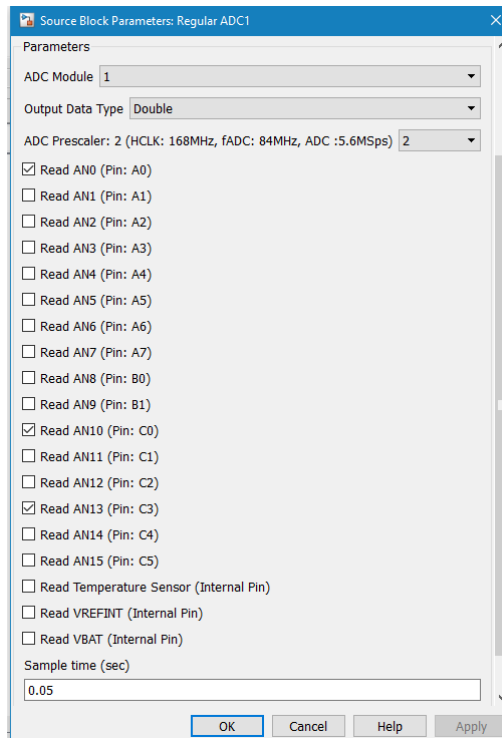 Source Block Parameters: Regular ADC1
Parameters
ADC Module 1
Output Data Type Double
ADC Prescaler: 2 (HCLK: 168MHz, fADC: 84MHz, ADC :5.6MSps) 2
Read AN0 (Pin: A0)
Read AN1 (Pin: A1)
Read AN2 (Pin: A2)
Read AN3 (Pin: A3)
Read AN4 (Pin: A4)
Read AN5 (Pin: A5)
Read AN6 (Pin: A6)
Read AN7 (Pin: A7)
Read AN8 (Pin: B0)
Read AN9 (Pin: B1)
Read AN10 (Pin: C0)
Read AN11 (Pin: C1)
Read AN12 (Pin: C2)
Read AN13 (Pin: C3)
Read AN14 (Pin: C4)
Read AN15 (Pin: C5)
Read Temperature Sensor (Internal Pin)
Read VREFINT (Internal Pin)
Read VBAT (Internal Pin)
Sample time (sec)
0.05
OK Cancel Help Apply